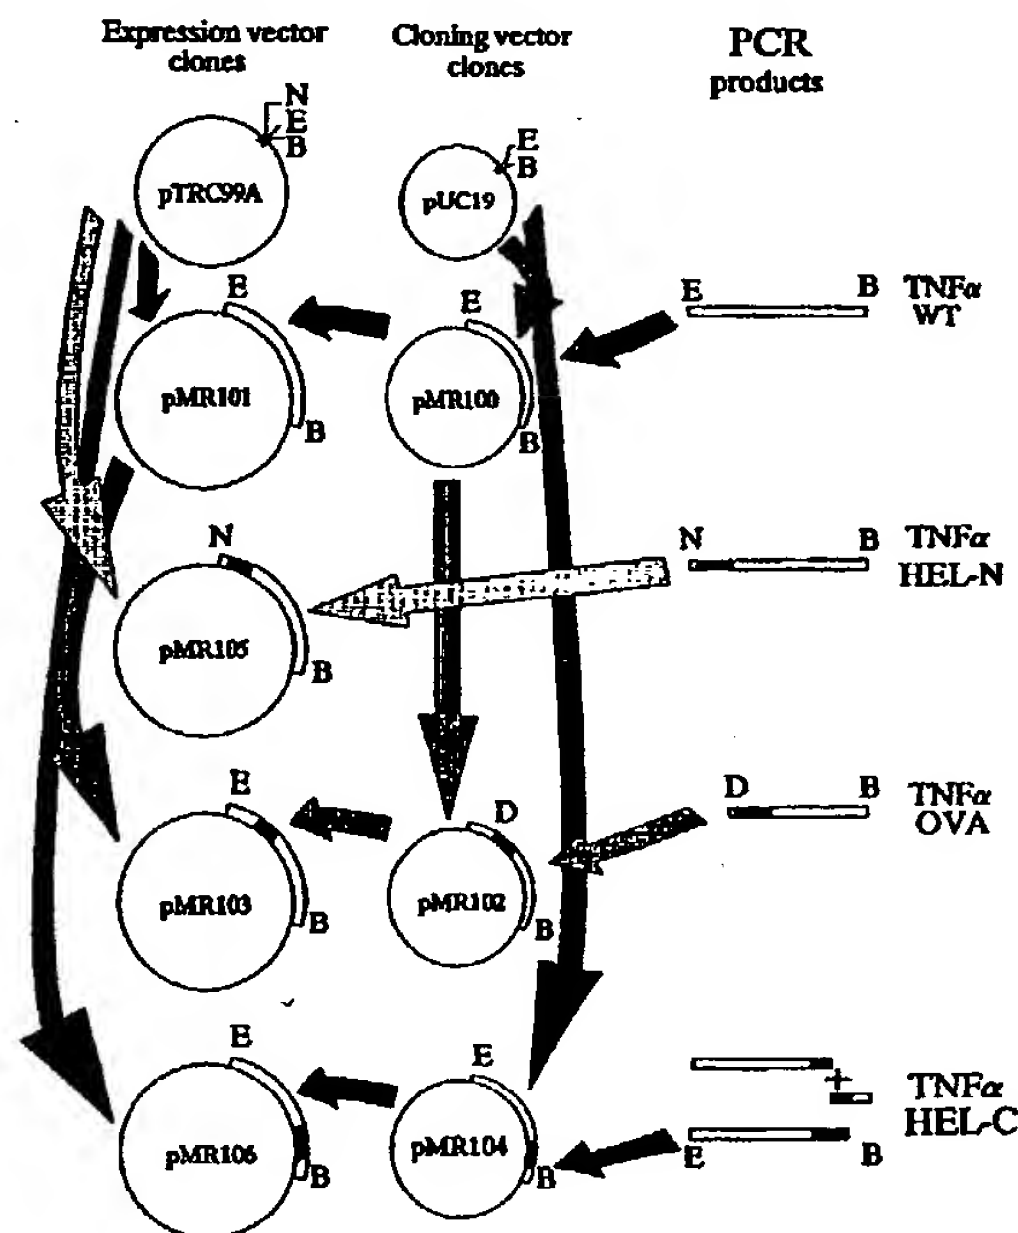 Expression vector
clones
Cloning vector
clones
PCR
products
N
E
B
pTRC99A
E
B
pUC19
E
B
pMR101
E
B
pMR100
E
B
TNFα
WT
N
B
pMR105
N
B
TNFα
HEL-N
E
B
pMR103
D
B
pMR102
D
B
TNFα
OVA
E
B
pMR106
E
B
pMR104
+
E
B
TNFα
HEL-C